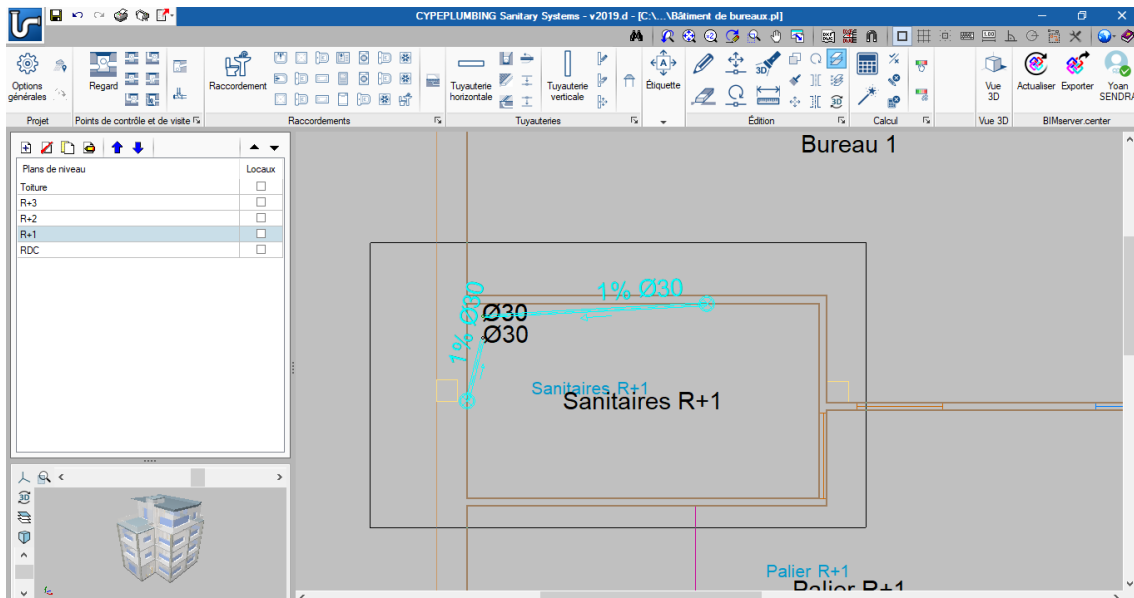 CYPEPLUMBING Sanitary Systems - v2019.d - [C:\...\Bâtiment de bureaux.pl]
Options générales
Regard
Raccordement
Tuyauterie horizontale
Tuyauterie verticale
Étiquette
3D
Vue 3D
Actualiser
Exporter
Yoan SENDRA
Projet
Points de contrôle et de visite
Raccordements
Tuyauteries
Édition
Calcul
Vue 3D
BIMserver.center
Plans de niveau
Locaux
Toiture
R+3
R+2
R+1
RDC
Bureau 1
1% Ø30
1% Ø30
Ø30
Ø30
Sanitaires R+1
Sanitaires R+1
Palier R+1
Palier R+1